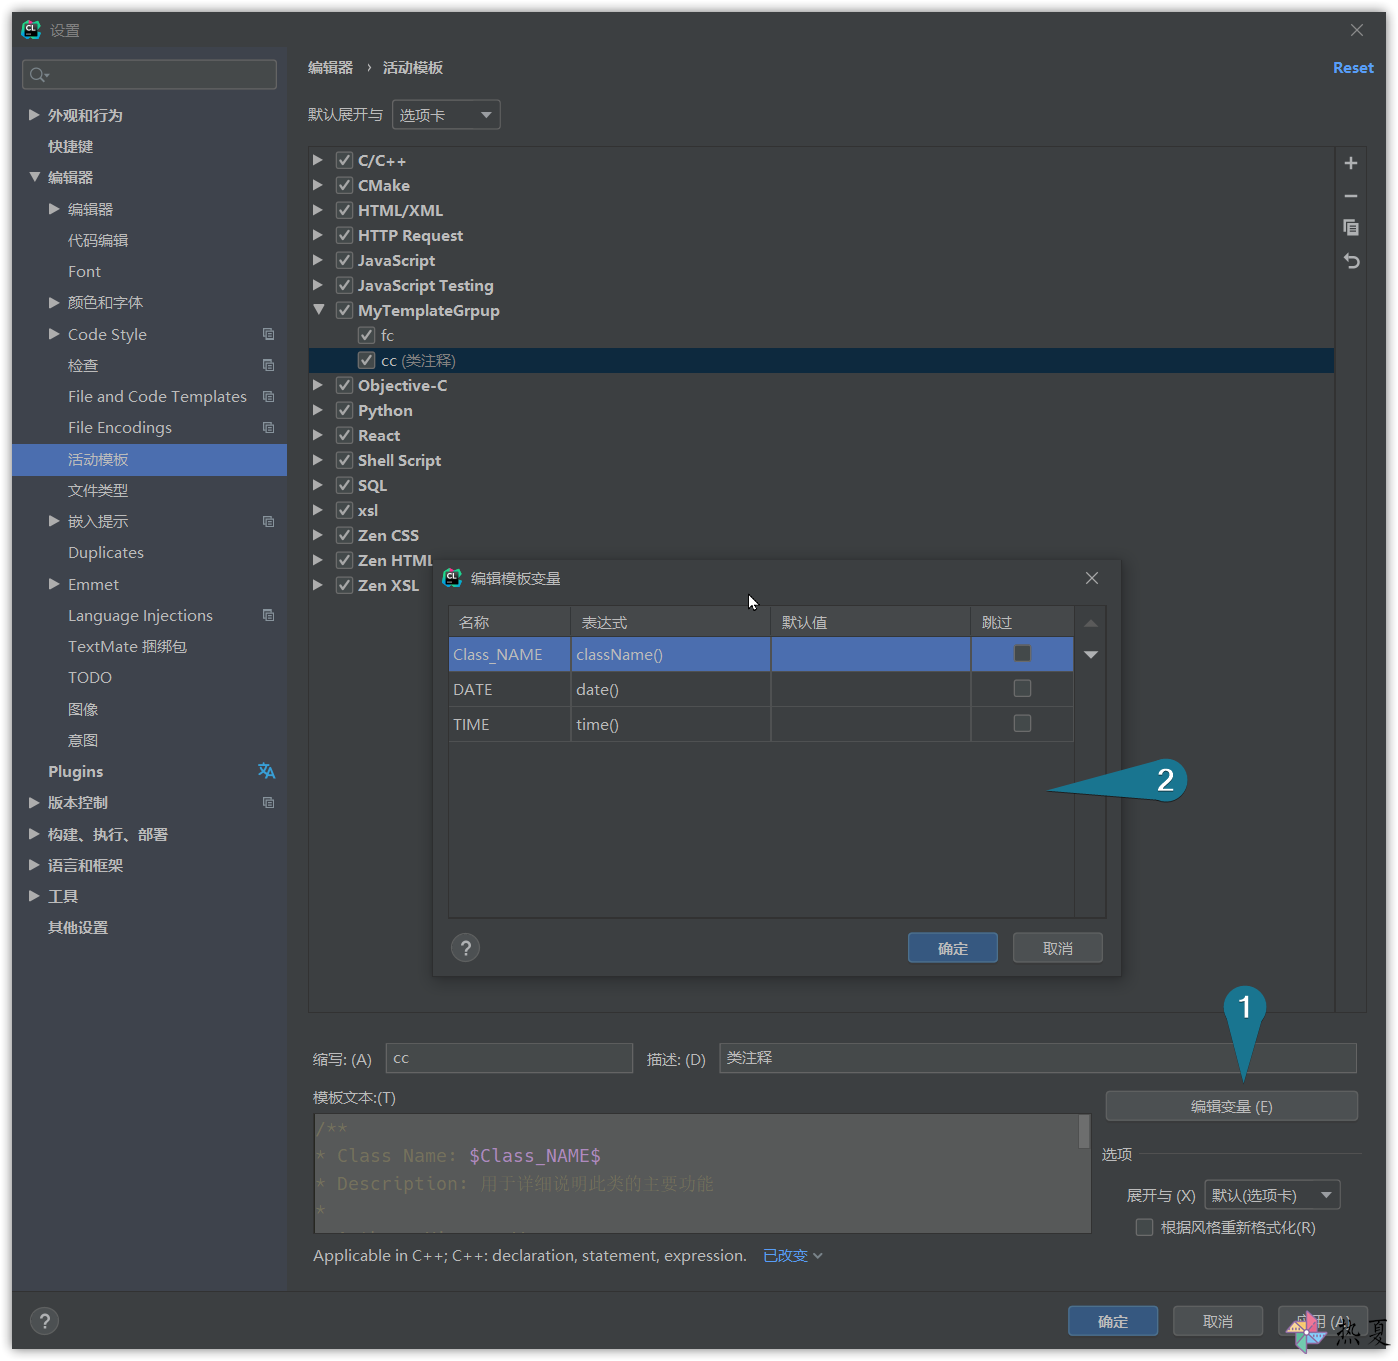 设置
编辑器 › 活动模板
Reset
默认展开与 选项卡
外观和行为
快捷键
编辑器
编辑器
代码编辑
Font
颜色和字体
Code Style
检查
File and Code Templates
File Encodings
活动模板
文件类型
嵌入提示
Duplicates
Emmet
Language Injections
TextMate 捆绑包
TODO
图像
意图
Plugins
版本控制
构建、执行、部署
语言和框架
工具
其他设置
C/C++
CMake
HTML/XML
HTTP Request
JavaScript
JavaScript Testing
MyTemplateGrpup
fc
cc (类注释)
Objective-C
Python
React
Shell Script
SQL
xsl
Zen CSS
Zen HTML
Zen XSL
编辑模板变量
名称 表达式 默认值 跳过
Class_NAME className()
DATE date()
TIME time()
2
? 确定 取消
1
缩写: (A) cc 描述: (D) 类注释
模板文本:(T)
编辑变量 (E)
/**
* Class Name: $Class_NAME$
* Description: 用于详细说明此类的主要功能
*
选项
展开与 (X) 默认(选项卡)
根据风格重新格式化(R)
Applicable in C++; C++: declaration, statement, expression. 已改变
? 确定 取消 应用 (A)
热夏